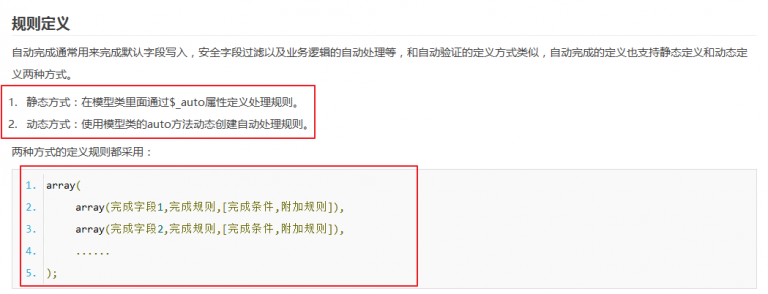 规则定义
自动完成通常用来完成默认字段写入，安全字段过滤以及业务逻辑的自动处理等，和自动验证的定义方式类似，自动完成的定义也支持静态定义和动态定
义两种方式。
1. 静态方式：在模型类里面通过$_auto属性定义处理规则。
2. 动态方式：使用模型类的auto方法动态创建自动处理规则。
两种方式的定义规则都采用：
1. array(
2. array(完成字段1,完成规则,[完成条件,附加规则]),
3. array(完成字段2,完成规则,[完成条件,附加规则]),
4. ......
5. );